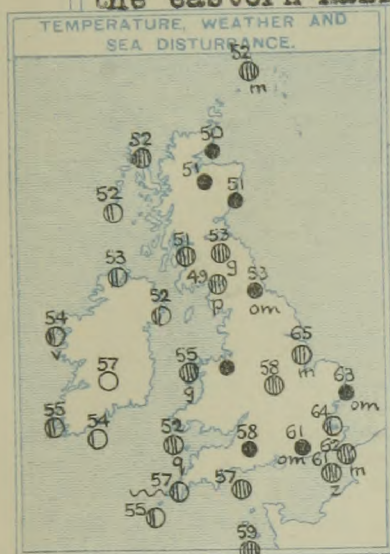 the eastern
TEMPERATURE, WEATHER AND
SEA DISTURBANCE.
52
m
52
50
51
51
52
51
53
g
53
49
p
53
om
52
54
v
65
m
57
55
g
58
63
om
64
55
54
52
q
58
61
om
62
m
61
z
57
57
55
59